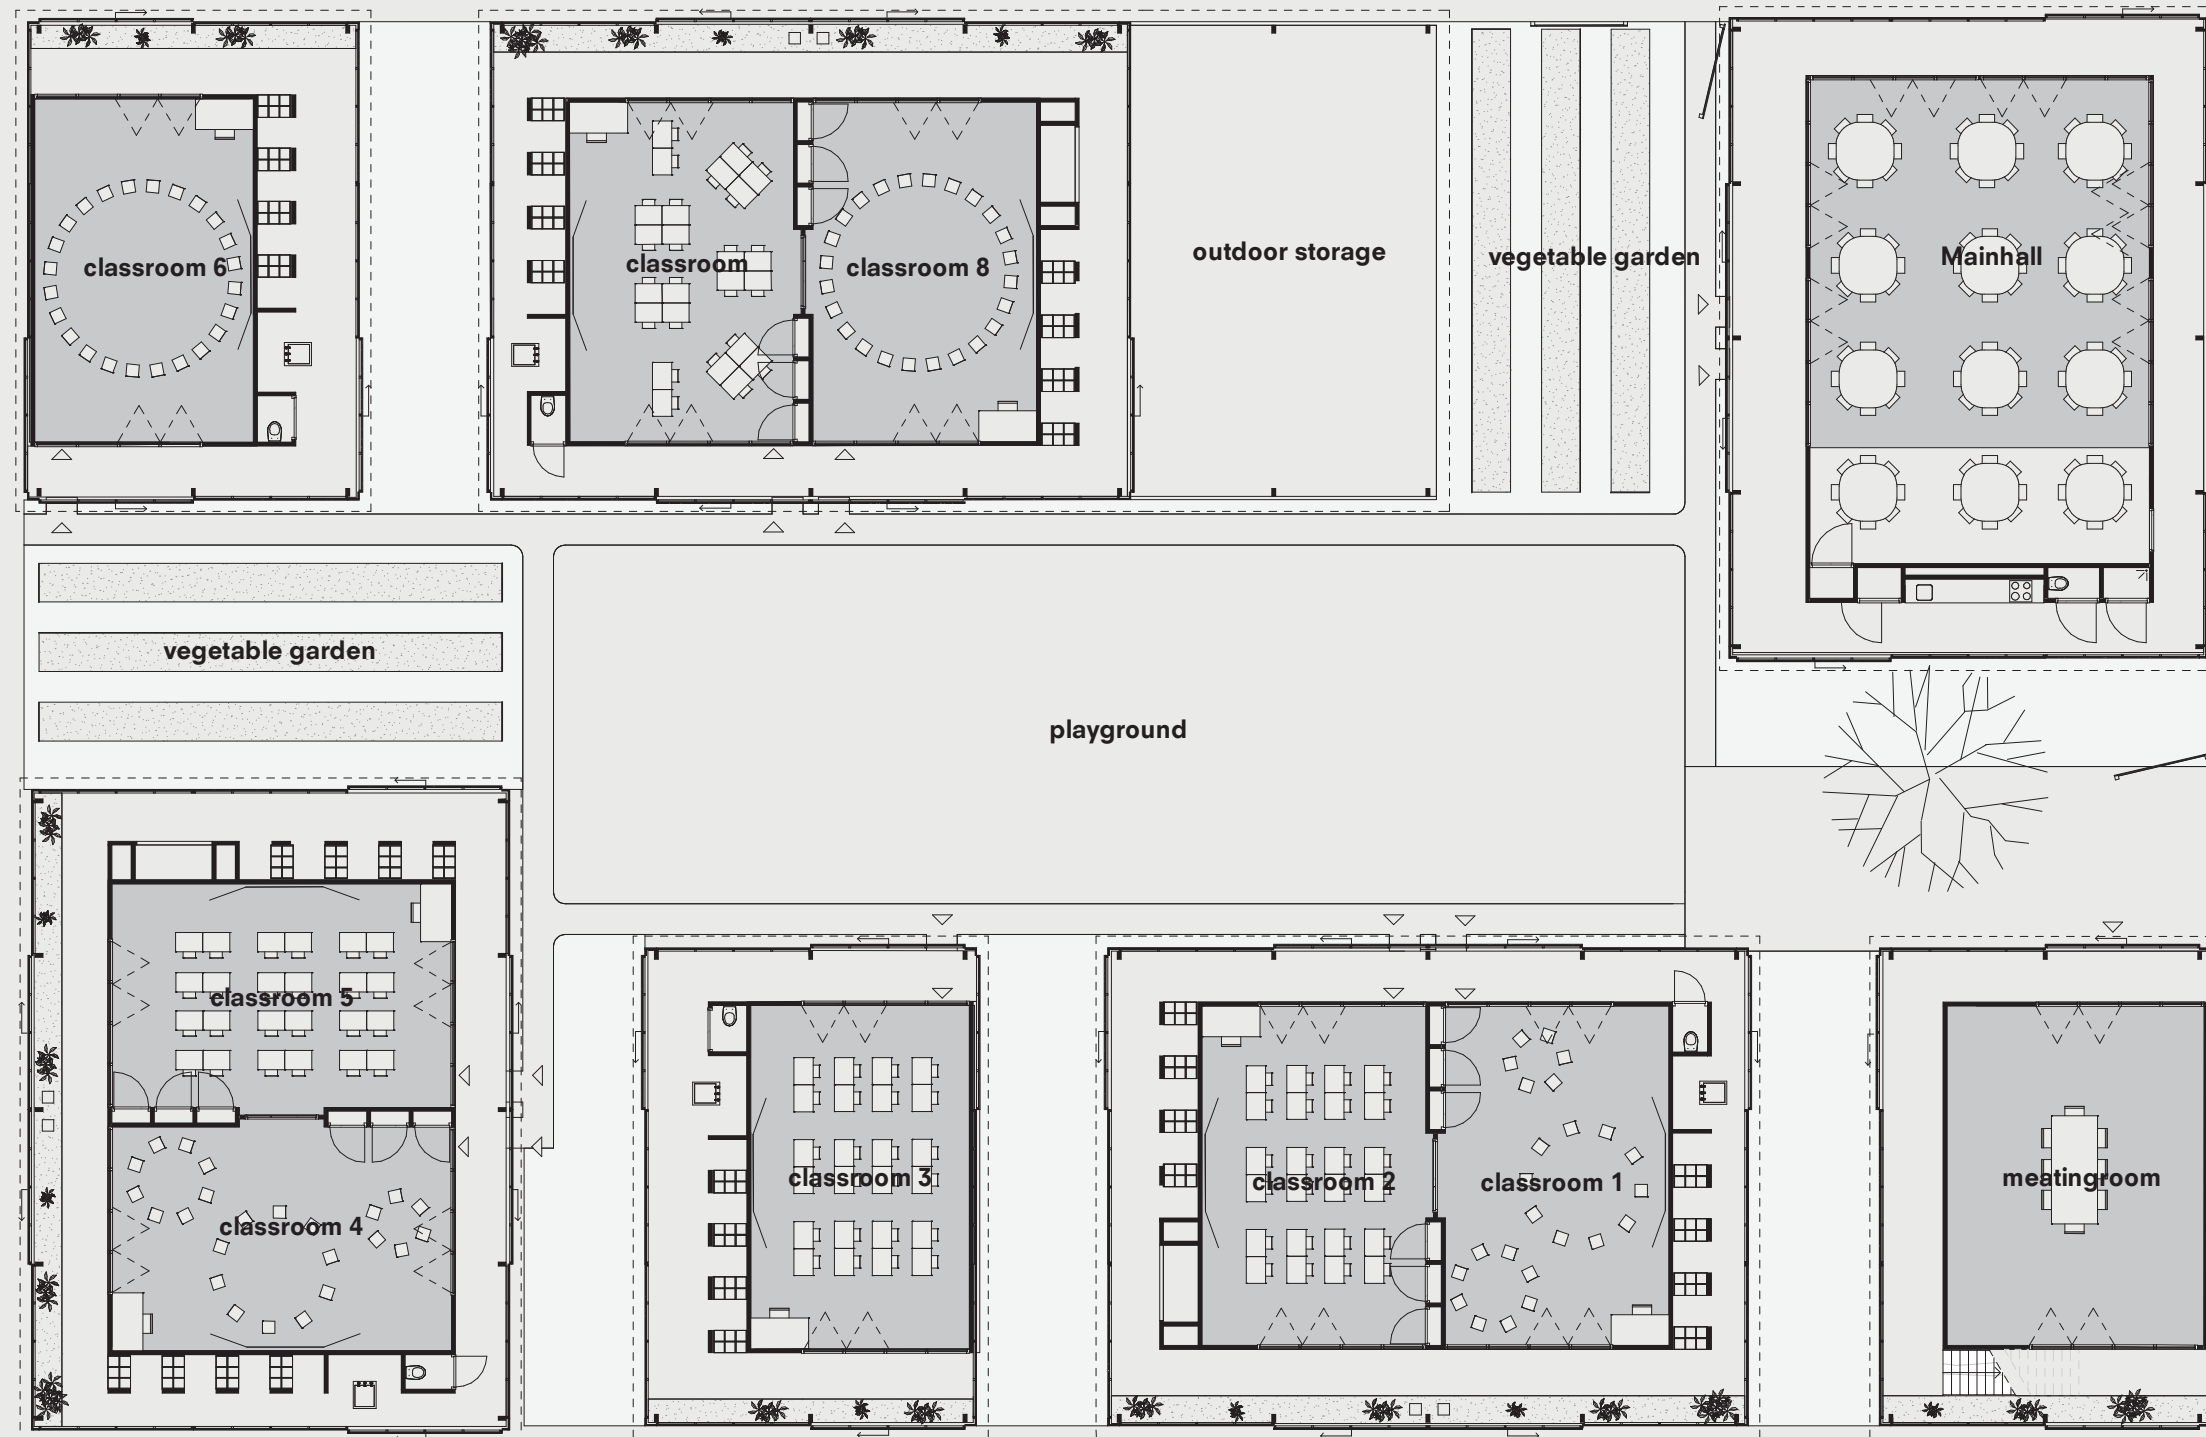 classroom 6
classroom
classroom 8
outdoor storage
vegetable garden
Mainhall
vegetable garden
playground
classroom 5
classroom 4
classroom 3
classroom 2
classroom 1
meatingroom